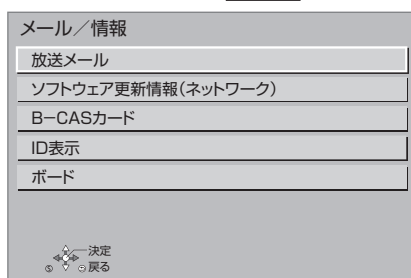 メール／情報
放送メール
ソフトウェア更新情報(ネットワーク)
B−CASカード
ID表示
ボード
決定
戻る